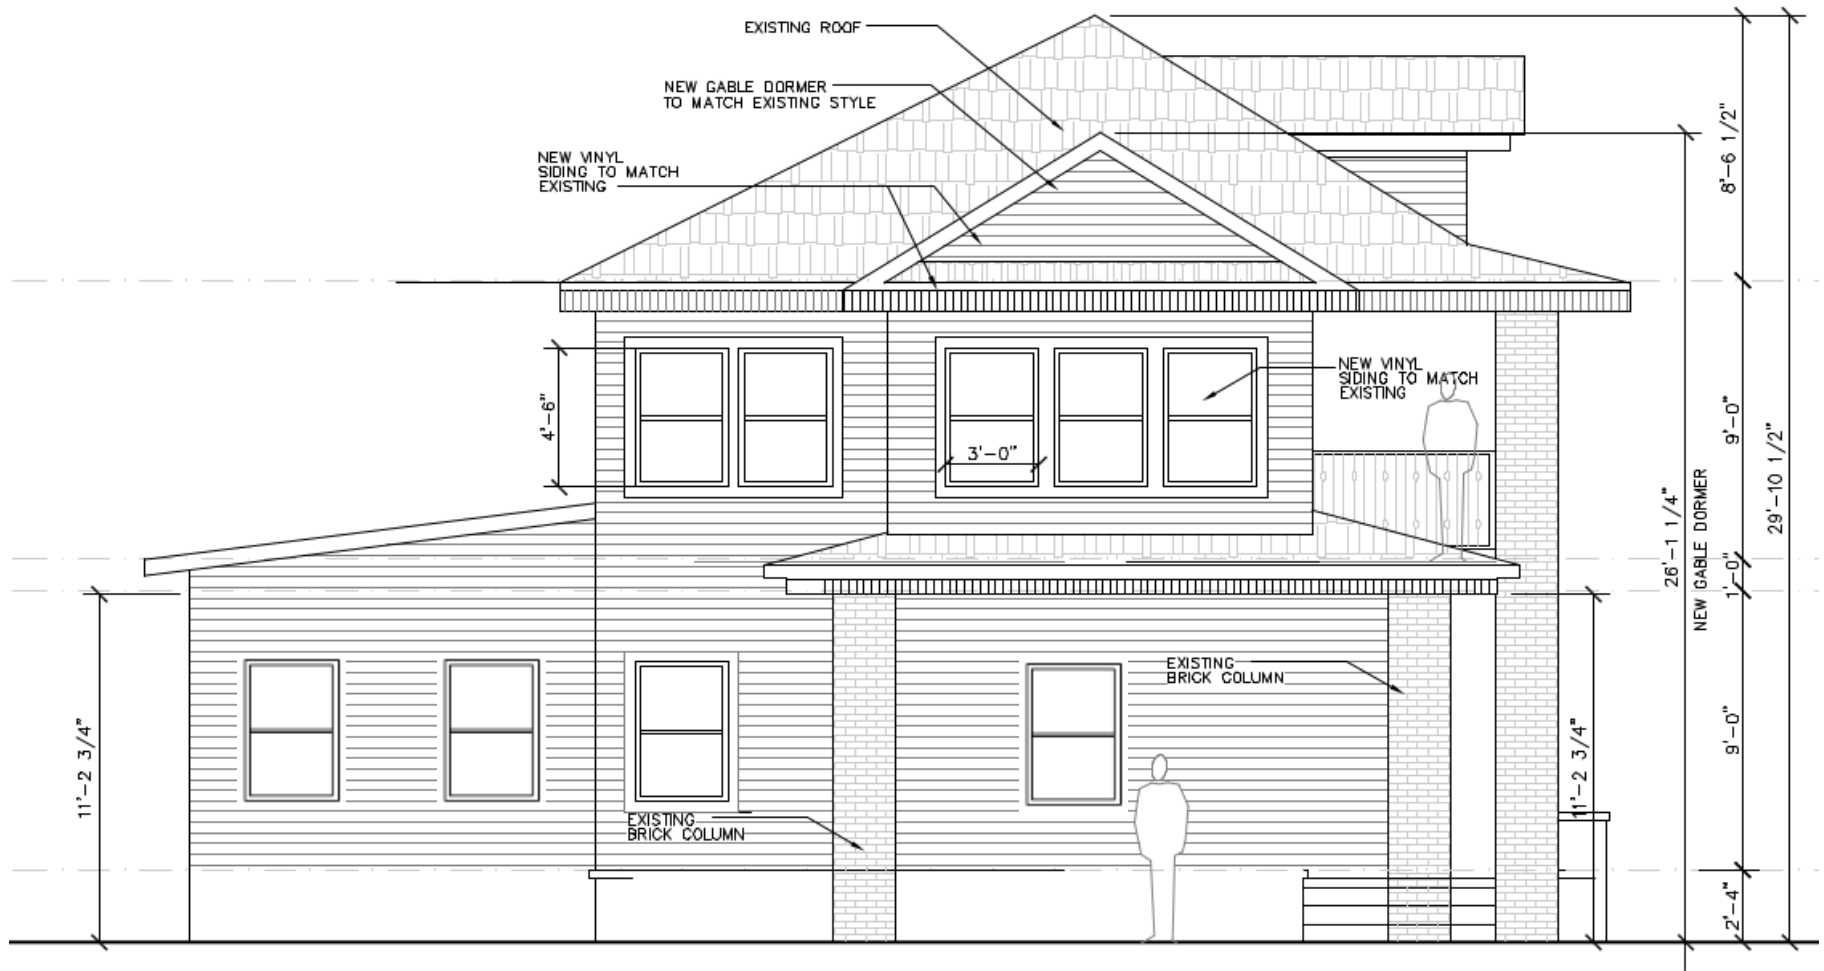 EXISTING ROOF
NEW GABLE DORMER
TO MATCH EXISTING STYLE
NEW VINYL
SIDING TO MATCH
EXISTING
8'-6 1/2"
4'-6"
3'-0"
NEW VINYL
SIDING TO MATCH
EXISTING
9'-0"
29'-10 1/2"
26'-1 1/4"
NEW GABLE DORMER
1'-0"
EXISTING
BRICK COLUMN
11'-2 3/4"
11'-2 3/4"
9'-0"
EXISTING
BRICK COLUMN
2'-4"